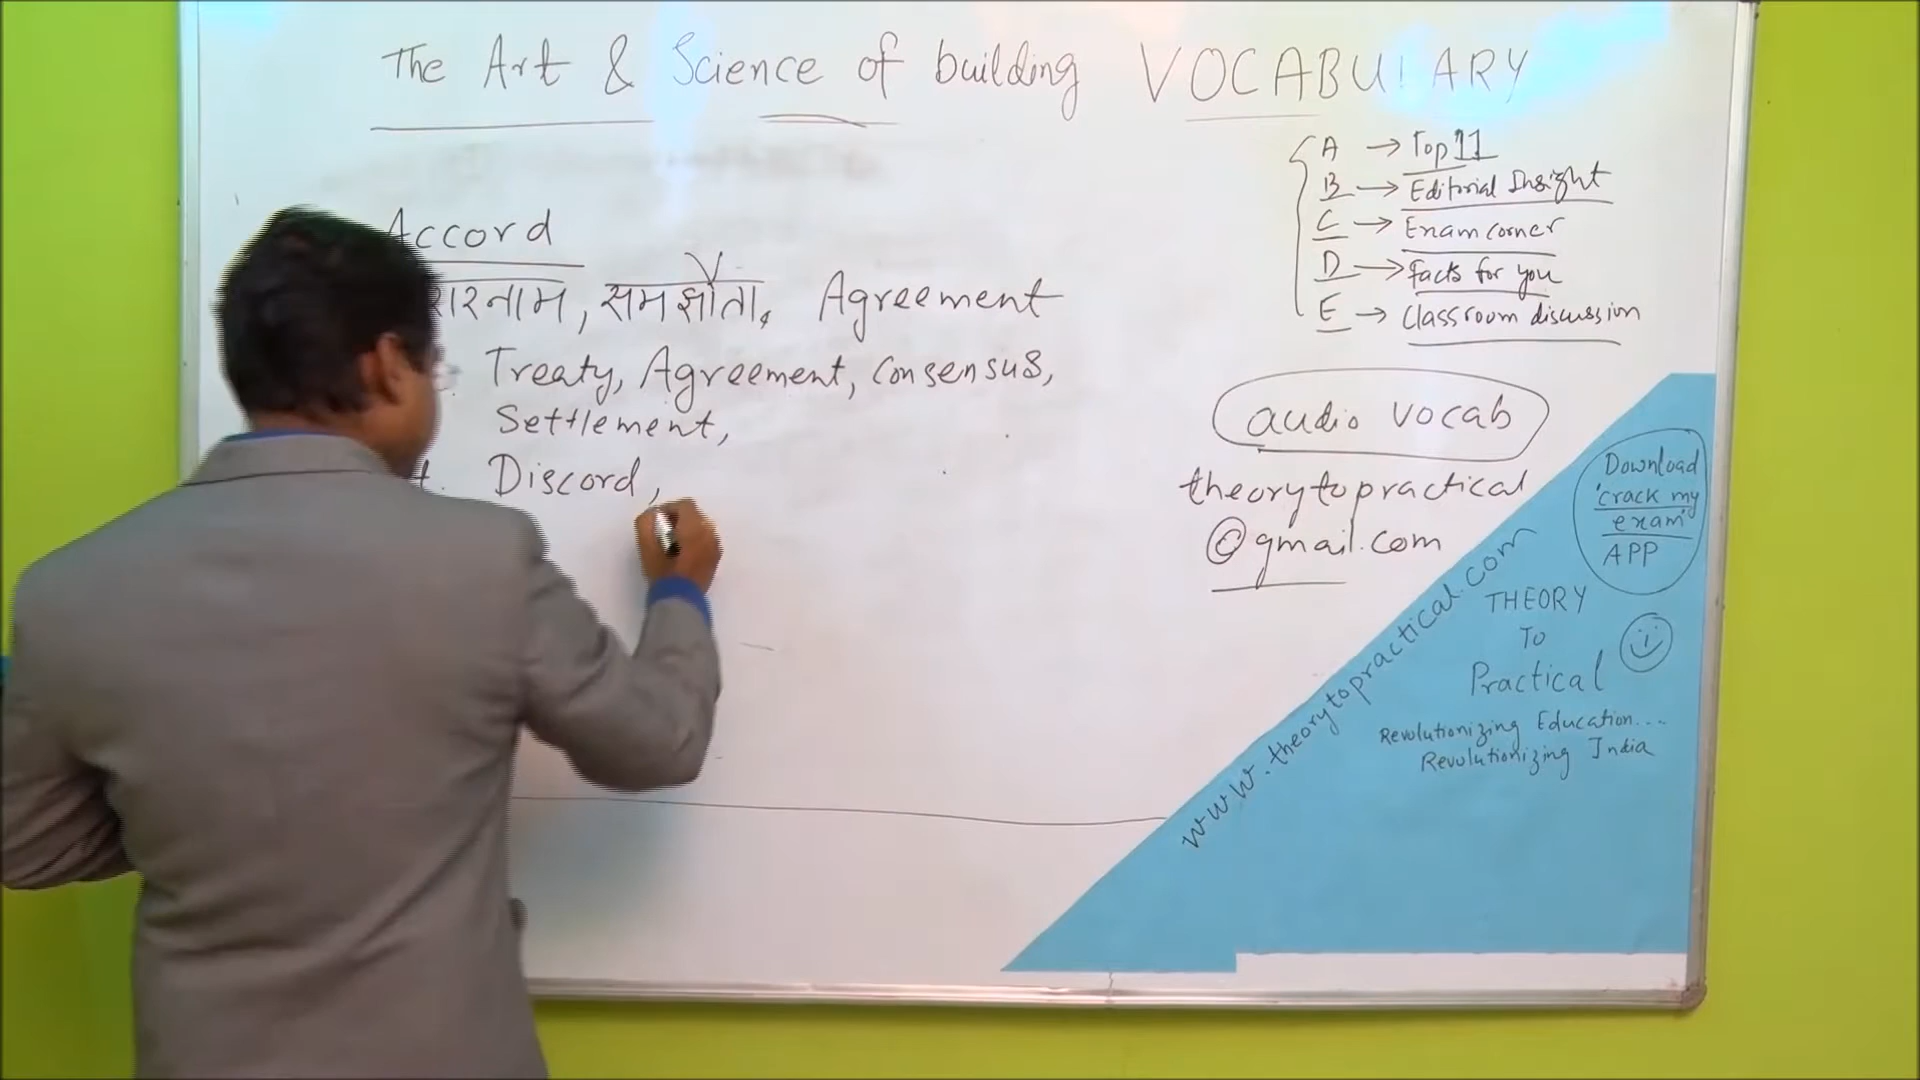 The Art & Science of building VOCABULARY
A → Top 11
B → Editorial Insight
C → Exam corner
D → facts for you
E → Classroom discussion
Accord
समझौता, Agreement
Treaty, Agreement, Consensus,
Settlement,
Discord,
audio vocab
theorytopractical
@gmail.com
Download
'crack my
exam'
APP
www.theorytopractical.com
THEORY
To
Practical
Revolutionizing Education...
Revolutionizing India